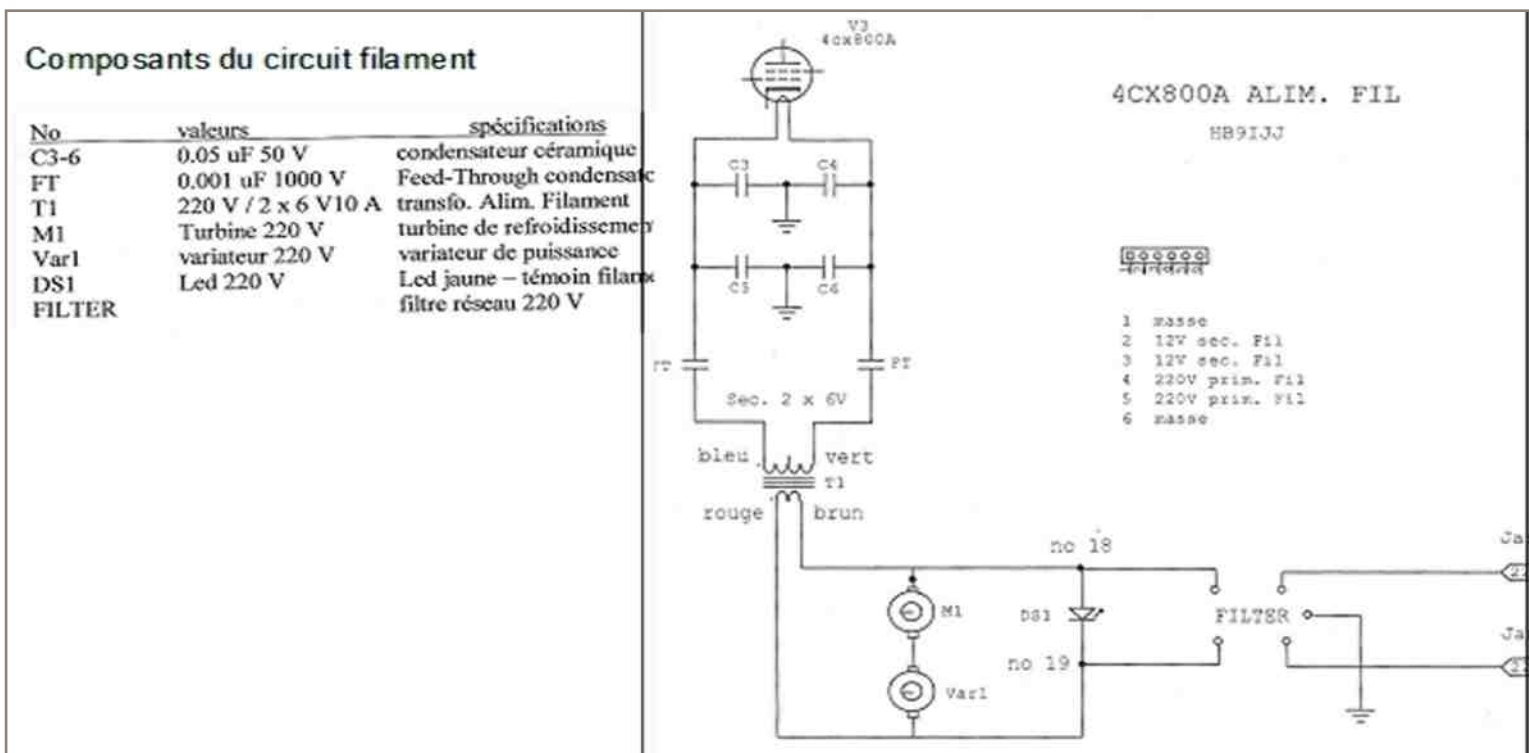 Composants du circuit filament
No valeurs spécifications
C3-6 0.05 uF 50 V condensateur céramique
FT 0.001 uF 1000 V Feed-Through condensatc
T1 220 V / 2 x 6 V10 A transfo. Alim. Filament
M1 Turbine 220 V turbine de refroidissemen
Var1 variateur 220 V variateur de puissance
DS1 Led 220 V Led jaune – témoin filame
FILTER filtre réseau 220 V
V3
4cx800A
4CX800A ALIM. FIL
HB9IJJ
C3 C4
C5 C6
1 masse
2 12V sec. Fil
3 12V sec. Fil
4 220V prim. Fil
5 220V prim. Fil
6 masse
FT
Sec. 2 x 6V
bleu vert
T1
rouge brun
no 18
Ja
M1 DS1 FILTER
Ja
no 19
Var1